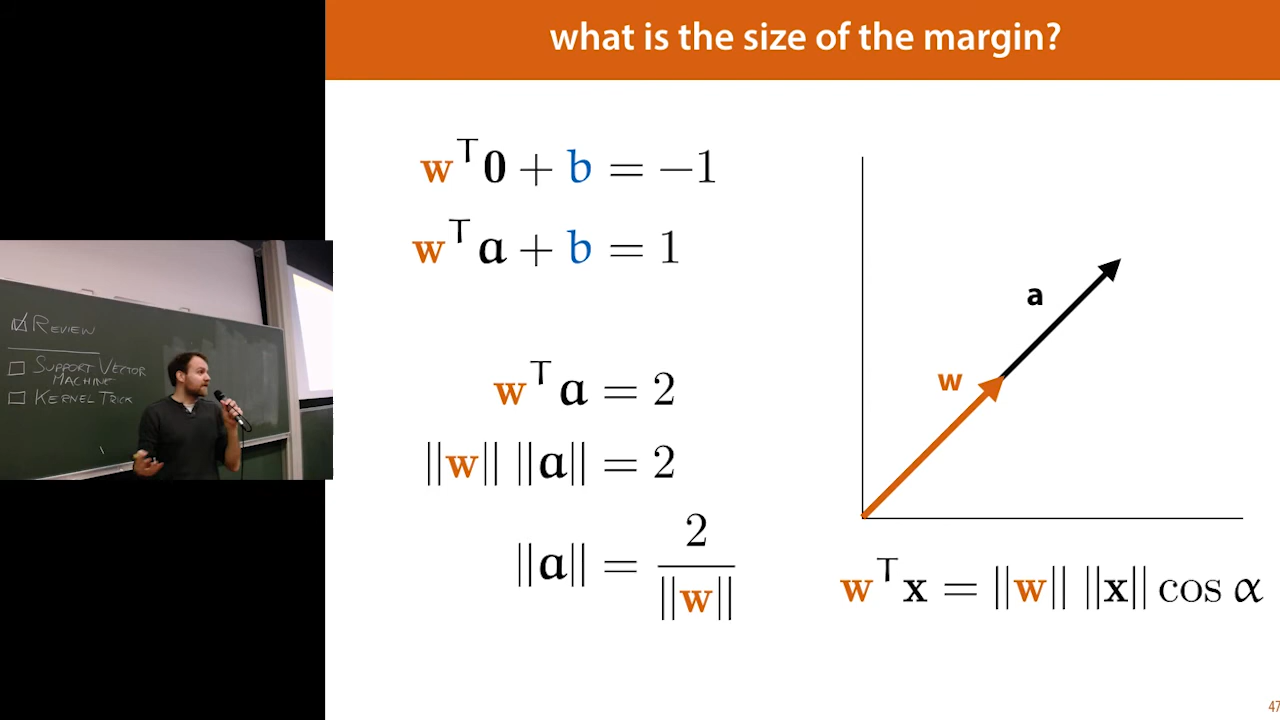 what is the size of the margin?
wᵀ0 + b = −1
wᵀa + b = 1
wᵀa = 2
||w|| ||a|| = 2
||a|| = 2 / ||w||
a
w
wᵀx = ||w|| ||x|| cos α
47
☑ REVIEW
☐ SUPPORT VECTOR
MACHINE
☐ KERNEL TRICK